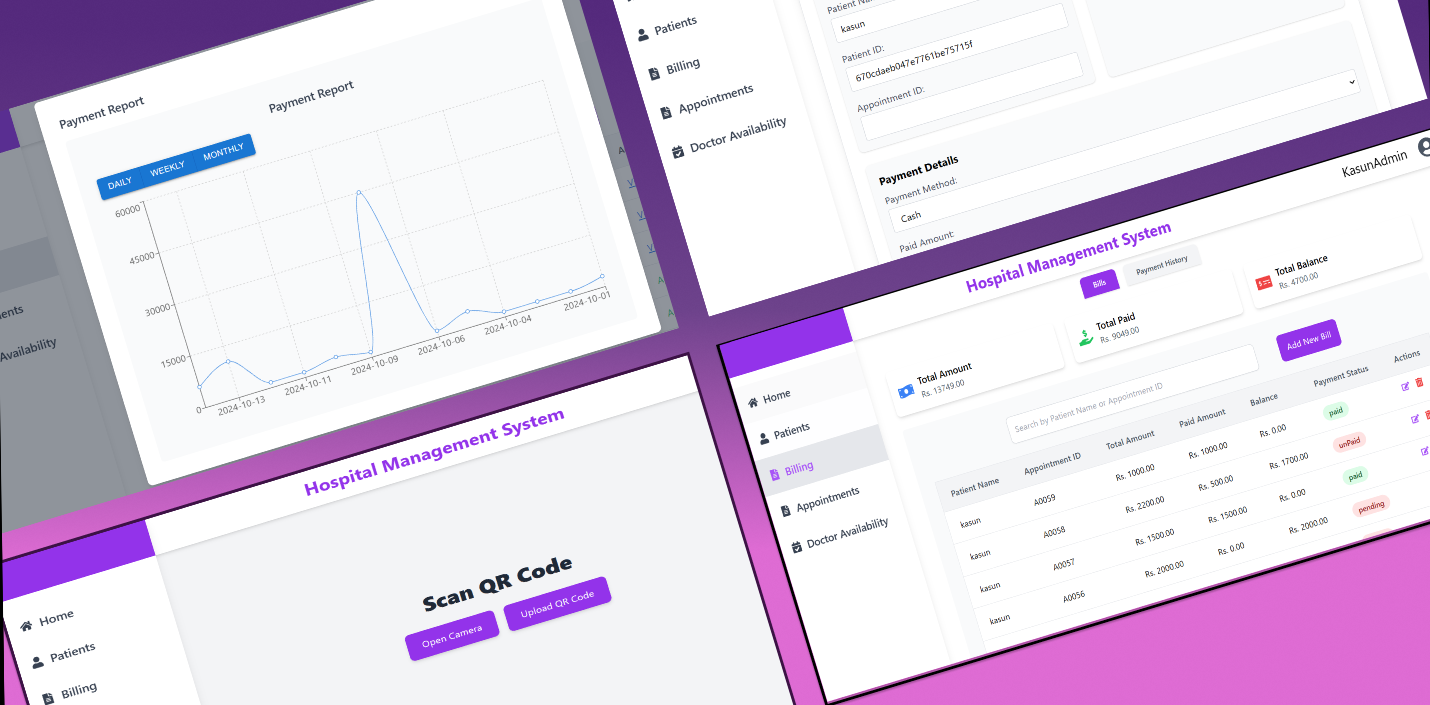 Payment Report
Payment Report
DAILY WEEKLY MONTHLY
60000
45000
30000
15000
0
2024-10-13
2024-10-11
2024-10-09
2024-10-06
2024-10-04
2024-10-01
Patients
Billing
Appointments
Doctor Availability
kasun
Patient ID:
670cdaeb047e7761be75715f
Appointment ID:
Payment Details
Payment Method:
Cash
Paid Amount:
Availability
Hospital Management System
Home
Patients
Billing
Scan QR Code
Open Camera Upload QR Code
Hospital Management System
KasunAdmin
Home
Patients
Billing
Appointments
Doctor Availability
Bills Payment History
Total Amount
Rs. 13749.00
Total Paid
Rs. 9049.00
Total Balance
Rs. 4700.00
Search by Patient Name or Appointment ID
Add New Bill
Patient Name Appointment ID Total Amount Paid Amount Balance Payment Status Actions
kasun A0059 Rs. 1000.00 Rs. 1000.00 Rs. 0.00 paid
kasun A0058 Rs. 2200.00 Rs. 500.00 Rs. 1700.00 unPaid
kasun A0057 Rs. 1500.00 Rs. 1500.00 Rs. 0.00 paid
kasun A0056 Rs. 2000.00 Rs. 0.00 Rs. 2000.00 pending